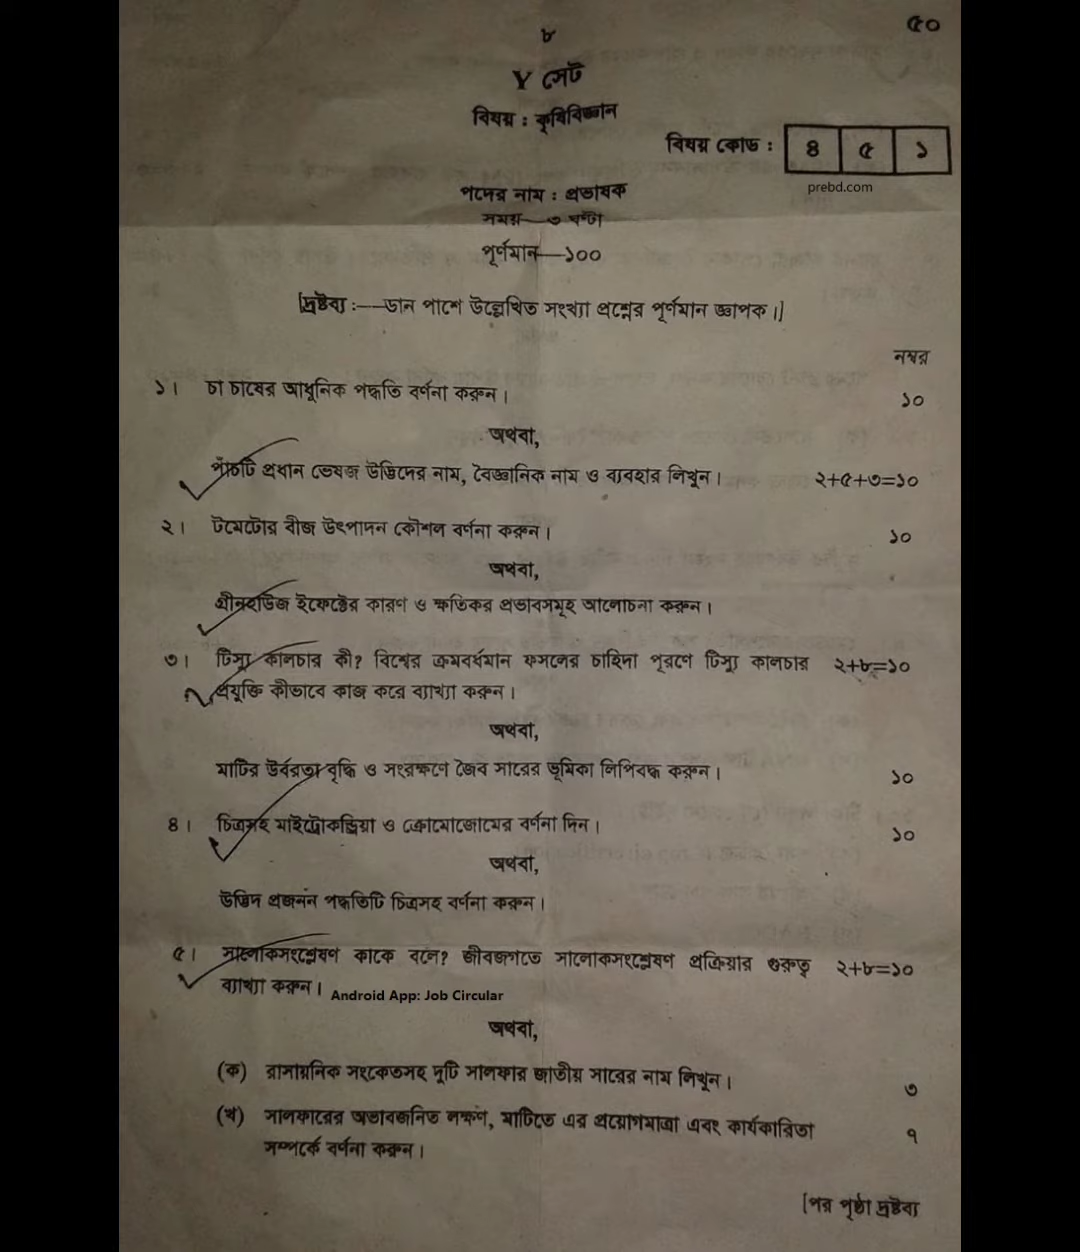 ৫০
৮
Y সেট
বিষয় : কৃষিবিজ্ঞান
বিষয় কোড : ৪ ৫ ১
prebd.com
পদের নাম : প্রভাষক
সময়—৩ ঘণ্টা
পূর্ণমান—১০০
[দ্রষ্টব্য :—ডান পাশে উল্লেখিত সংখ্যা প্রশ্নের পূর্ণমান জ্ঞাপক।]
নম্বর
১। চা চাষের আধুনিক পদ্ধতি বর্ণনা করুন। ১০
অথবা,
পাঁচটি প্রধান ভেষজ উদ্ভিদের নাম, বৈজ্ঞানিক নাম ও ব্যবহার লিখুন। ২+৫+৩=১০
২। টমেটোর বীজ উৎপাদন কৌশল বর্ণনা করুন। ১০
অথবা,
গ্রীনহাউজ ইফেক্টের কারণ ও ক্ষতিকর প্রভাবসমূহ আলোচনা করুন।
৩। টিস্যু কালচার কী? বিশ্বের ক্রমবর্ধমান ফসলের চাহিদা পূরণে টিস্যু কালচার ২+৮=১০
প্রযুক্তি কীভাবে কাজ করে ব্যাখ্যা করুন।
অথবা,
মাটির উর্বরতা বৃদ্ধি ও সংরক্ষণে জৈব সারের ভূমিকা লিপিবদ্ধ করুন। ১০
৪। চিত্রসহ মাইট্রোকন্ড্রিয়া ও ক্রোমোজোমের বর্ণনা দিন। ১০
অথবা,
উদ্ভিদ প্রজনন পদ্ধতিটি চিত্রসহ বর্ণনা করুন।
৫। সালোকসংশ্লেষণ কাকে বলে? জীবজগতে সালোকসংশ্লেষণ প্রক্রিয়ার গুরুত্ব ২+৮=১০
ব্যাখ্যা করুন। Android App: Job Circular
অথবা,
(ক) রাসায়নিক সংকেতসহ দুটি সালফার জাতীয় সারের নাম লিখুন। ৩
(খ) সালফারের অভাবজনিত লক্ষণ, মাটিতে এর প্রয়োগমাত্রা এবং কার্যকারিতা ৭
সম্পর্কে বর্ণনা করুন।
[পর পৃষ্ঠা দ্রষ্টব্য